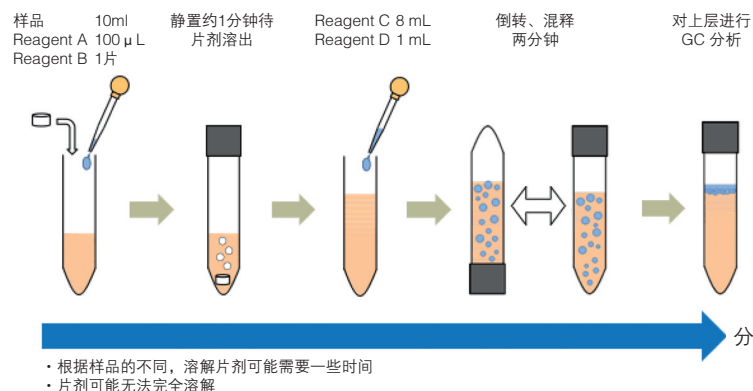 样品 10ml
Reagent A 100 μL
Reagent B 1片
静置约1分钟待
片剂溶出
Reagent C 8 mL
Reagent D 1 mL
倒转、混释
两分钟
对上层进行
GC 分析
分
・根据样品的不同，溶解片剂可能需要一些时间
・片剂可能无法完全溶解